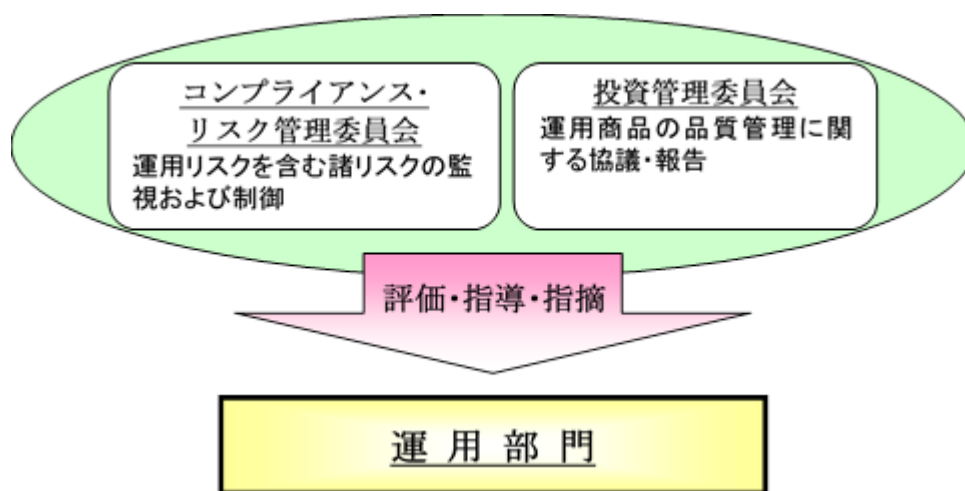 コンプライアンス・
リスク管理委員会
運用リスクを含む諸リスクの監
視および制御
投資管理委員会
運用商品の品質管理に関
する協議・報告
評価・指導・指摘
運用部門